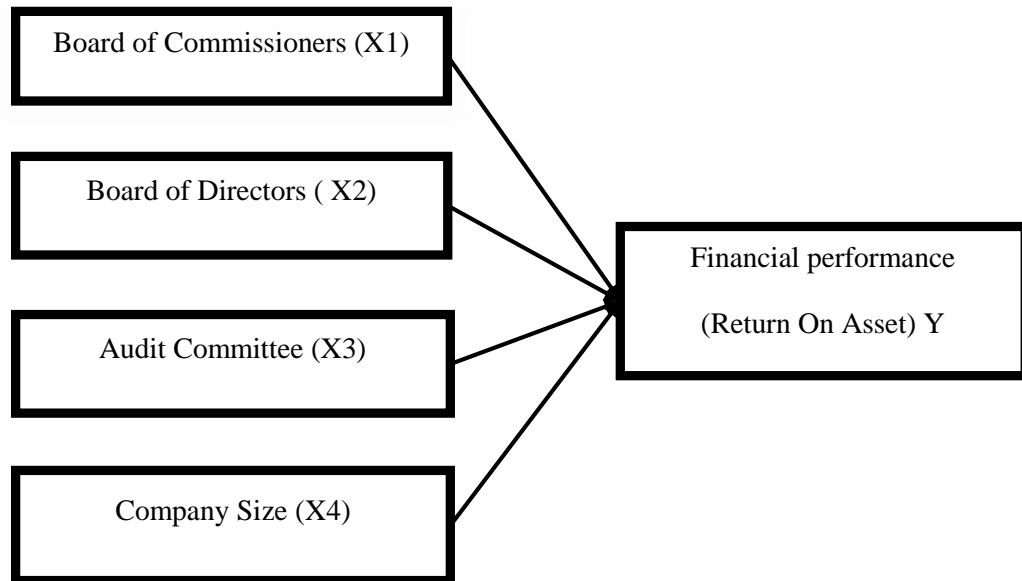 Board of Commissioners (X1)
Board of Directors ( X2)
Audit Committee (X3)
Company Size (X4)
Financial performance
(Return On Asset) Y